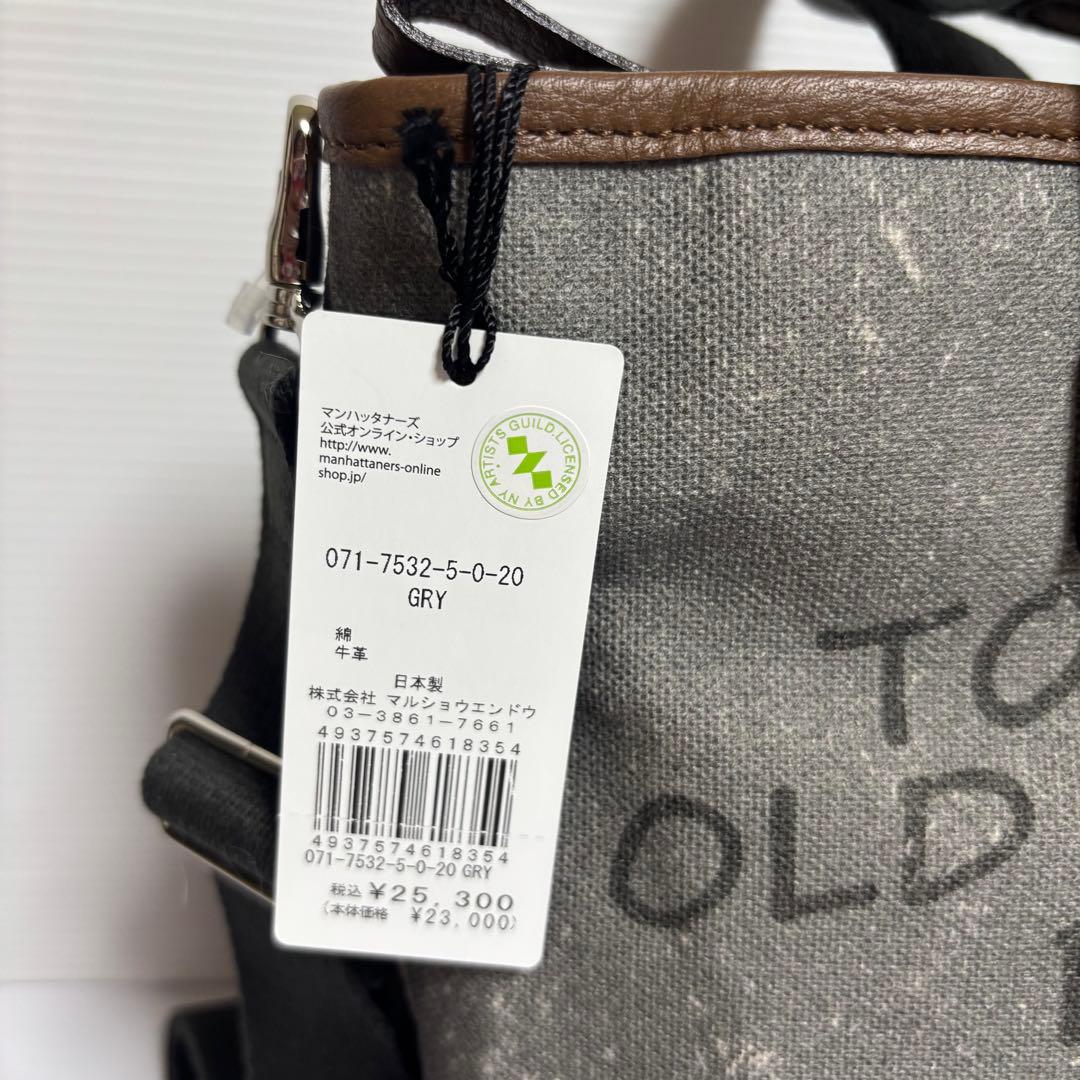 マンハッタナーズ
公式オンライン・ショップ
http://www.
manhattaners-online
shop.jp/
ARTISTS GUILD.LICENSED BY NY
071-7532-5-0-20
GRY
綿
牛革
日本製
株式会社 マルショウエンドウ
03-3861-7661
4937574618354
4937574618354
071-7532-5-0-20 GRY
税込 ¥25,300
(本体価格 ¥23,000)
TO
OLD